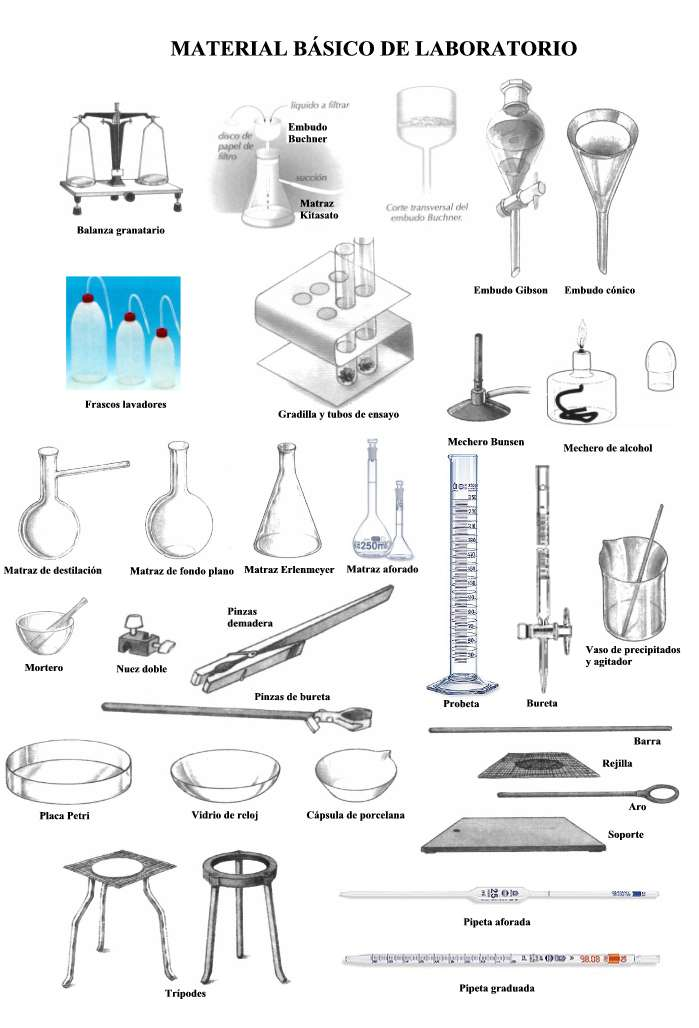 MATERIAL BÁSICO DE LABORATORIO
líquido a filtrar
Embudo
Buchner
disco de
papel de
filtro
succión
Matraz
Kitasato
Corte transversal del
embudo Buchner.
Balanza granatario
Embudo Gibson
Embudo cónico
Frascos lavadores
Gradilla y tubos de ensayo
Mechero Bunsen
Mechero de alcohol
250ml
Matraz de destilación
Matraz de fondo plano
Matraz Erlenmeyer
Matraz aforado
Pinzas
demadera
Mortero
Nuez doble
Vaso de precipitados
y agitador
Pinzas de bureta
Probeta
Bureta
Barra
Rejilla
Aro
Placa Petri
Vidrio de reloj
Cápsula de porcelana
Soporte
25
Pipeta aforada
98.08
Pipeta graduada
Trípodes